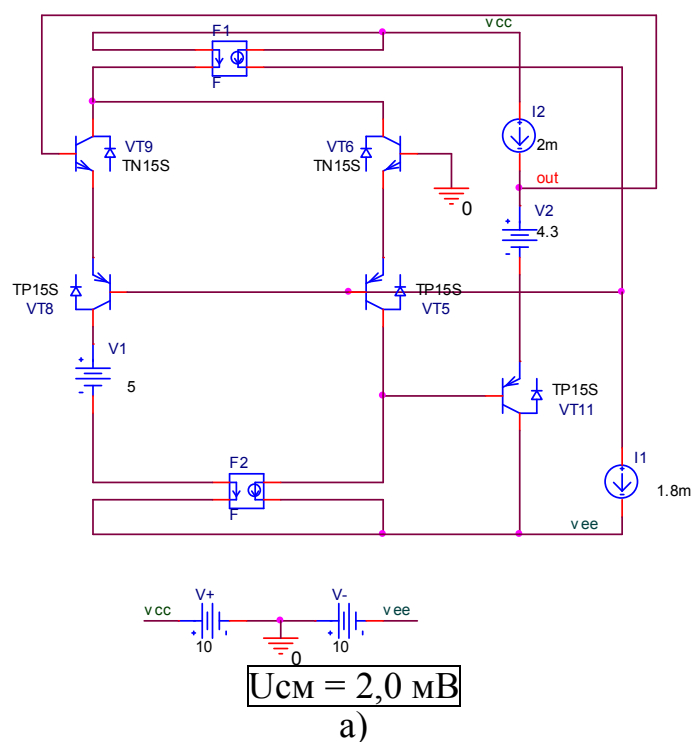 F1
vcc
F
I2
2m
VT9
TN15S
VT6
TN15S
out
0
V2
4.3
TP15S
VT8
TP15S
VT5
V1
5
TP15S
VT11
F2
F
I1
1.8m
vee
vcc
V+
V-
vee
10
10
0
Uсм = 2,0 мВ
а)